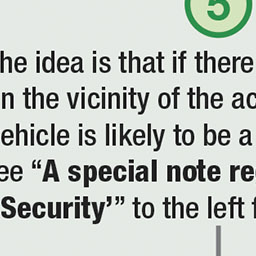 5
he idea is that if there
n the vicinity of the ac
ehicle is likely to be a
ee “A special note re
Security’” to the left f